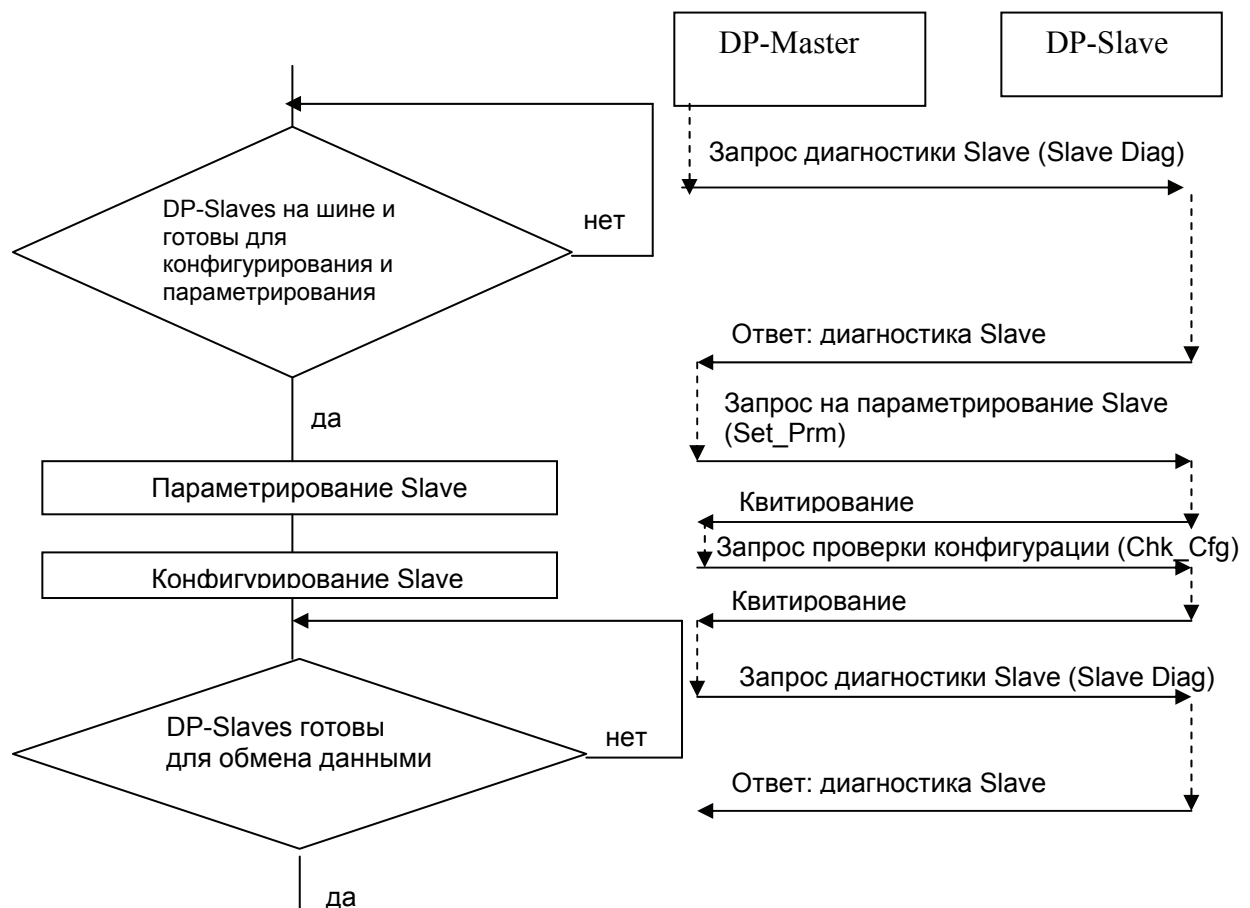 DP-Master
DP-Slave
Запрос диагностики Slave (Slave Diag)
DP-Slaves на шине и
готовы для
конфигурирования и
параметрирования
нет
Ответ: диагностика Slave
Запрос на параметрирование Slave
(Set_Prm)
да
Параметрирование Slave
Квитирование
Запрос проверки конфигурации (Chk_Cfg)
Конфигурирование Slave
Квитирование
Запрос диагностики Slave (Slave Diag)
DP-Slaves готовы
для обмена данными
нет
Ответ: диагностика Slave
да